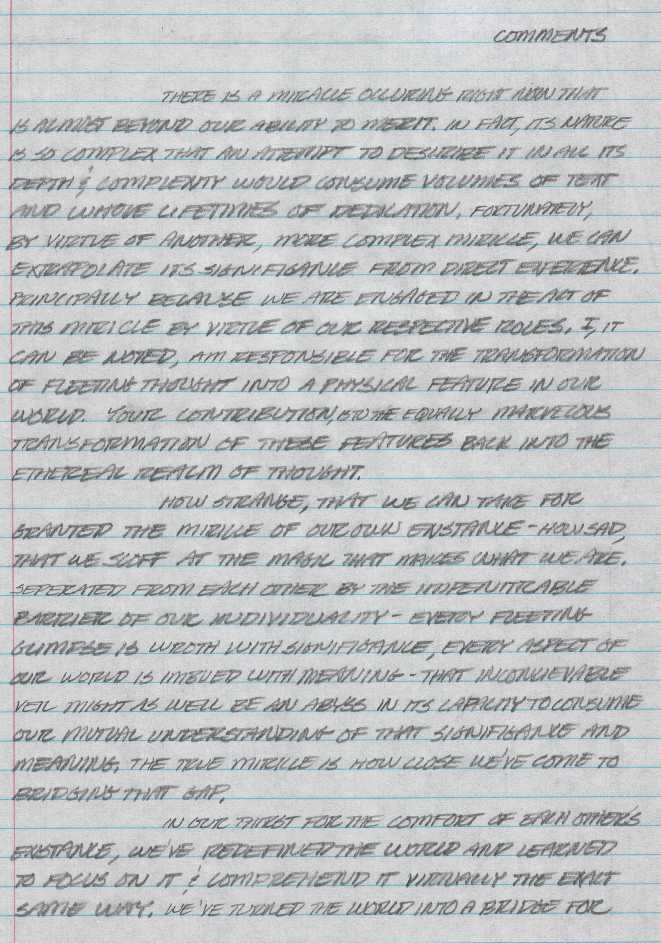 COMMENTS
THERE IS A MIRACLE OCCURING RIGHT NOW THAT
IS ALMOST BEYOND OUR ABILITY TO MERIT. IN FACT, ITS NATURE
IS SO COMPLEX THAT AN ATTEMPT TO DESCRIBE IT IN ALL ITS
DEPTH & COMPLEXITY WOULD CONSUME VOLUMES OF TEXT
AND WHOLE LIFETIMES OF DEDICATION. FORTUNATELY,
BY VIRTUE OF ANOTHER, MORE COMPLEX MIRICLE, WE CAN
EXTRAPOLATE ITS SIGNIFIGANCE FROM DIRECT EXPERIENCE.
PRINCIPALLY BECAUSE WE ARE ENGAGED IN THE ACT OF
THIS MIRICLE BY VIRTUE OF OUR RESPECTIVE ROLES. I, IT
CAN BE NOTED, AM RESPONSIBLE FOR THE TRANSFORMATION
OF FLEETING THOUGHT INTO A PHYSICAL FEATURE IN OUR
WORLD. YOUR CONTRIBUTION, IS TO THE EQUALLY MARVELOUS
TRANSFORMATION OF THESE FEATURES BACK INTO THE
ETHEREAL REALM OF THOUGHT.
HOW STRANGE, THAT WE CAN TAKE FOR
GRANTED THE MIRICLE OF OUR OWN EXISTANCE - HOW SAD,
THAT WE SCOFF AT THE MAGIC THAT MAKES WHAT WE ARE.
SEPERATED FROM EACH OTHER BY THE IMPENITRABLE
BARRIER OF OUR INDIVIDUALITY - EVERY FLEETING
GLIMPSE IS WROTH WITH SIGNIFIGANCE, EVERY ASPECT OF
OUR WORLD IS IMBUED WITH MEANING - THAT INCONCIEVABLE
VEIL MIGHT AS WELL BE AN ABYSS IN ITS CAPACITY TO CONSUME
OUR MUTUAL UNDERSTANDING OF THAT SIGNIFIGANCE AND
MEANING. THE TRUE MIRICLE IS HOW CLOSE WE'VE COME TO
BRIDGING THAT GAP.
IN OUR THIRST FOR THE COMFORT OF EACH OTHER'S
EXISTANCE, WE'VE REDEFINED THE WORLD AND LEARNED
TO FOCUS ON IT & COMPREHEND IT VIRTUALLY THE EXACT
SAME WAY. WE'VE TURNED THE WORLD INTO A BRIDGE FOR